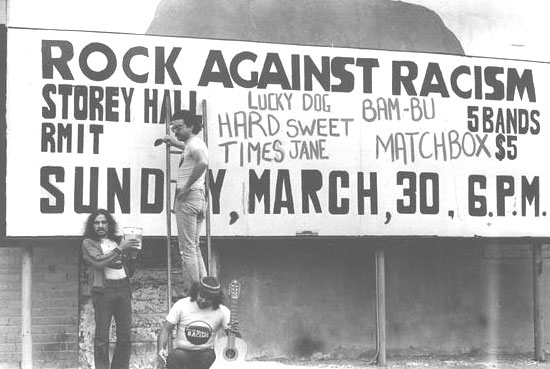 ROCK AGAINST RACISM
STOREY HALL
RMIT
LUCKY DOG
HARD SWEET
TIMES JANE
BAM-BU
MATCHBOX
5 BANDS
$5
SUNDAY, MARCH, 30, 6.P.M.
RACISM